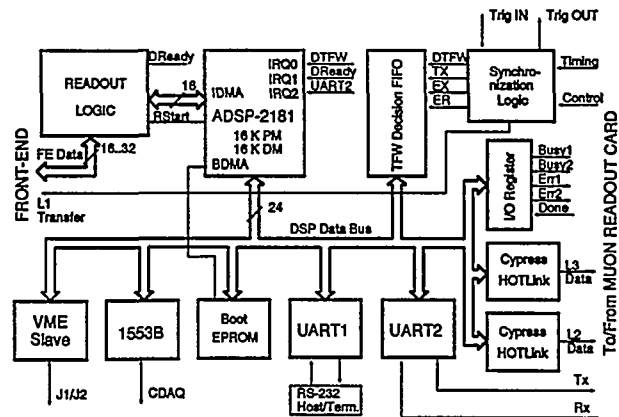 Trig IN
Trig OUT
READOUT
LOGIC
DReady
16
RStart
IDMA
IRQ0
IRQ1
IRQ2
ADSP-2181
16 K PM
16 K DM
BDMA
DTFW
DReady
UART2
TFW Decision FIFO
DTFW
TX
EX
ER
Synchro-
nization
Logic
Timing
Control
FRONT-END
FE Data
16..32
L1
Transfer
24
DSP Data Bus
I/O Register
Busy1
Busy2
Err1
Err2
Done
Cypress
HOTLink
L3
Data
Cypress
HOTLink
L2
Data
To/From MUON READOUT CARD
VME
Slave
1553B
Boot
EPROM
UART1
UART2
J1/J2
CDAQ
RS-232
Host/Term.
Tx
Rx